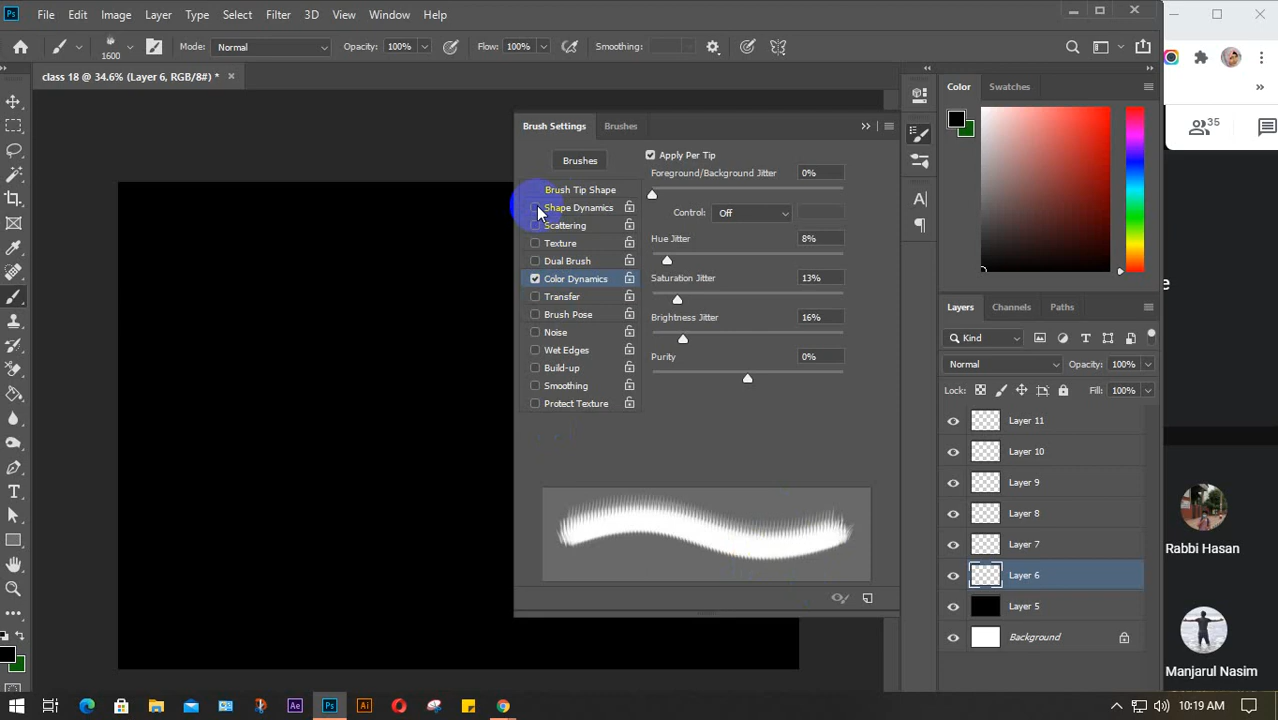 Ps File Edit Image Layer Type Select Filter 3D View Window Help
1600 Mode: Normal Opacity: 100% Flow: 100% Smoothing:
class 18 @ 34.6% (Layer 6, RGB/8#) * ×
Brush Settings Brushes
Brushes
Brush Tip Shape
Shape Dynamics
Scattering
Texture
Dual Brush
Color Dynamics
Transfer
Brush Pose
Noise
Wet Edges
Build-up
Smoothing
Protect Texture
Apply Per Tip
Foreground/Background Jitter 0%
Control: Off
Hue Jitter 8%
Saturation Jitter 13%
Brightness Jitter 16%
Purity 0%
Color Swatches
Layers Channels Paths
Kind
Normal Opacity: 100%
Lock: Fill: 100%
Layer 11
Layer 10
Layer 9
Layer 8
Layer 7
Layer 6
Layer 5
Background
35
e
Rabbi Hasan
Manjarul Nasim
Ae Ps Ai 10:19 AM